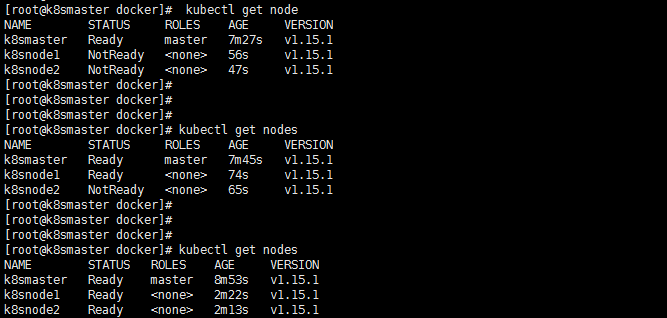 [root@k8smaster docker]#  kubectl get node
NAME        STATUS     ROLES    AGE     VERSION
k8smaster   Ready      master   7m27s   v1.15.1
k8snode1    NotReady   <none>   56s     v1.15.1
k8snode2    NotReady   <none>   47s     v1.15.1
[root@k8smaster docker]#
[root@k8smaster docker]#
[root@k8smaster docker]#
[root@k8smaster docker]# kubectl get nodes
NAME        STATUS     ROLES    AGE     VERSION
k8smaster   Ready      master   7m45s   v1.15.1
k8snode1    Ready      <none>   74s     v1.15.1
k8snode2    NotReady   <none>   65s     v1.15.1
[root@k8smaster docker]#
[root@k8smaster docker]#
[root@k8smaster docker]#
[root@k8smaster docker]# kubectl get nodes
NAME        STATUS   ROLES    AGE     VERSION
k8smaster   Ready    master   8m53s   v1.15.1
k8snode1    Ready    <none>   2m22s   v1.15.1
k8snode2    Ready    <none>   2m13s   v1.15.1